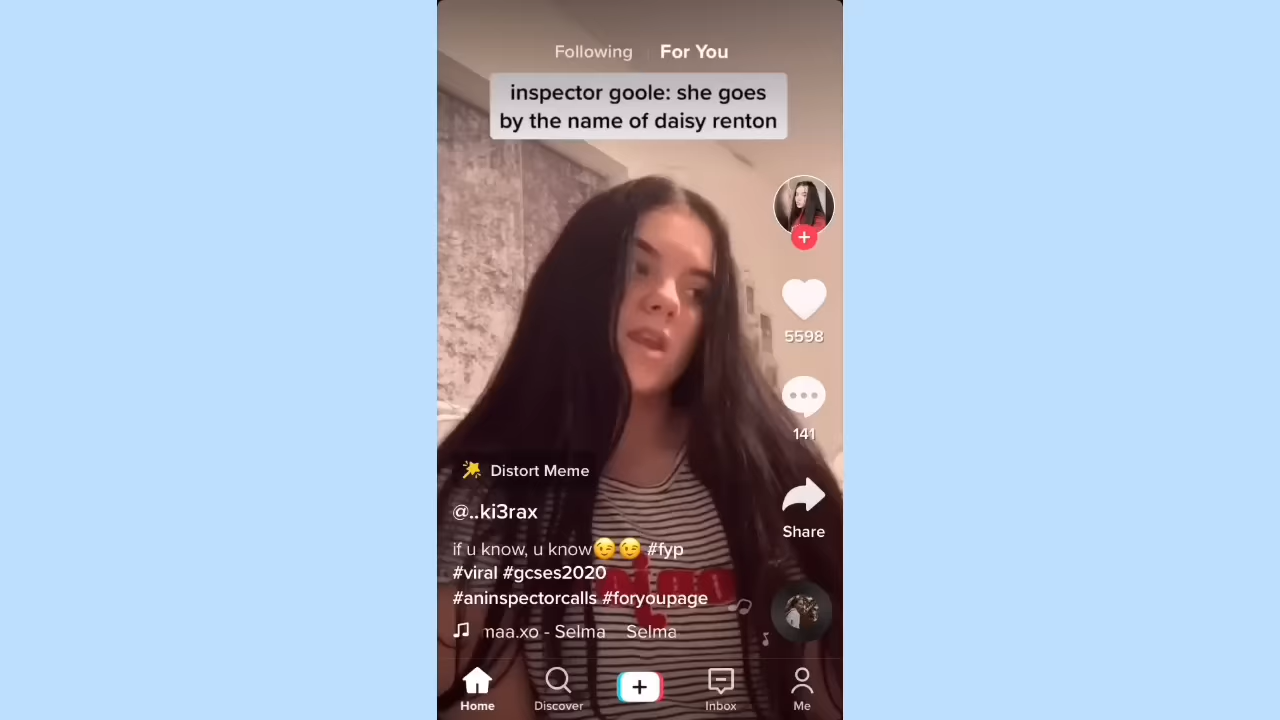 Following
For You
inspector goole: she goes
by the name of daisy renton
5598
141
Share
Distort Meme
@..ki3rax
if u know, u know😉😉 #fyp
#viral #gcses2020
#aninspectorcalls #foryoupage
maa.xo - Selma Selma
Home
Discover
Inbox
Me